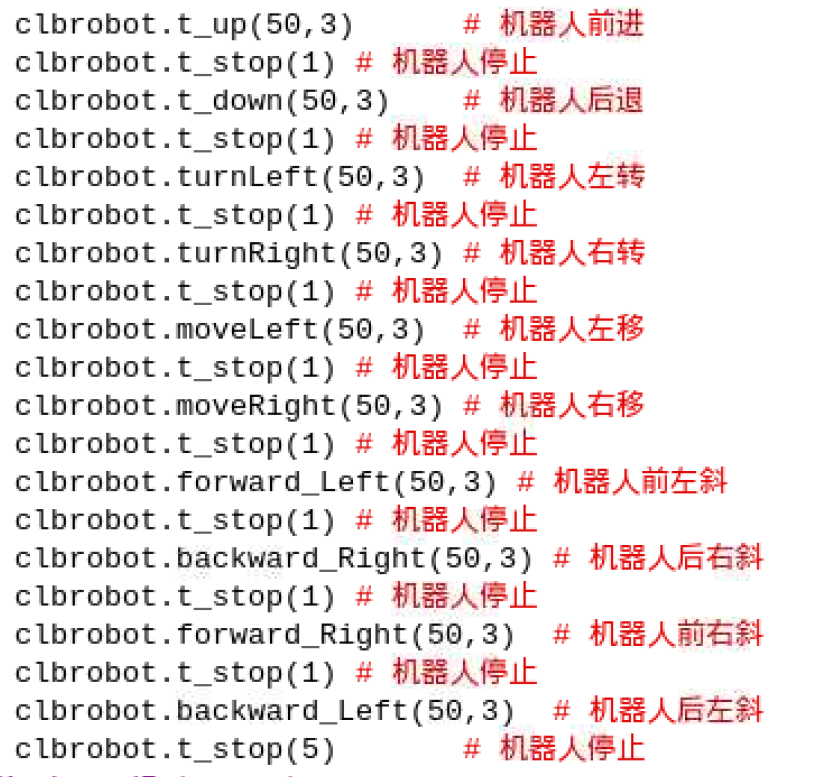 clbrobot.t_up(50,3)      # 机器人前进
clbrobot.t_stop(1) # 机器人停止
clbrobot.t_down(50,3)    # 机器人后退
clbrobot.t_stop(1) # 机器人停止
clbrobot.turnLeft(50,3)  # 机器人左转
clbrobot.t_stop(1) # 机器人停止
clbrobot.turnRight(50,3) # 机器人右转
clbrobot.t_stop(1) # 机器人停止
clbrobot.moveLeft(50,3)  # 机器人左移
clbrobot.t_stop(1) # 机器人停止
clbrobot.moveRight(50,3) # 机器人右移
clbrobot.t_stop(1) # 机器人停止
clbrobot.forward_Left(50,3) # 机器人前左斜
clbrobot.t_stop(1) # 机器人停止
clbrobot.backward_Right(50,3) # 机器人后右斜
clbrobot.t_stop(1) # 机器人停止
clbrobot.forward_Right(50,3)  # 机器人前右斜
clbrobot.t_stop(1) # 机器人停止
clbrobot.backward_Left(50,3)  # 机器人后左斜
clbrobot.t_stop(5)       # 机器人停止